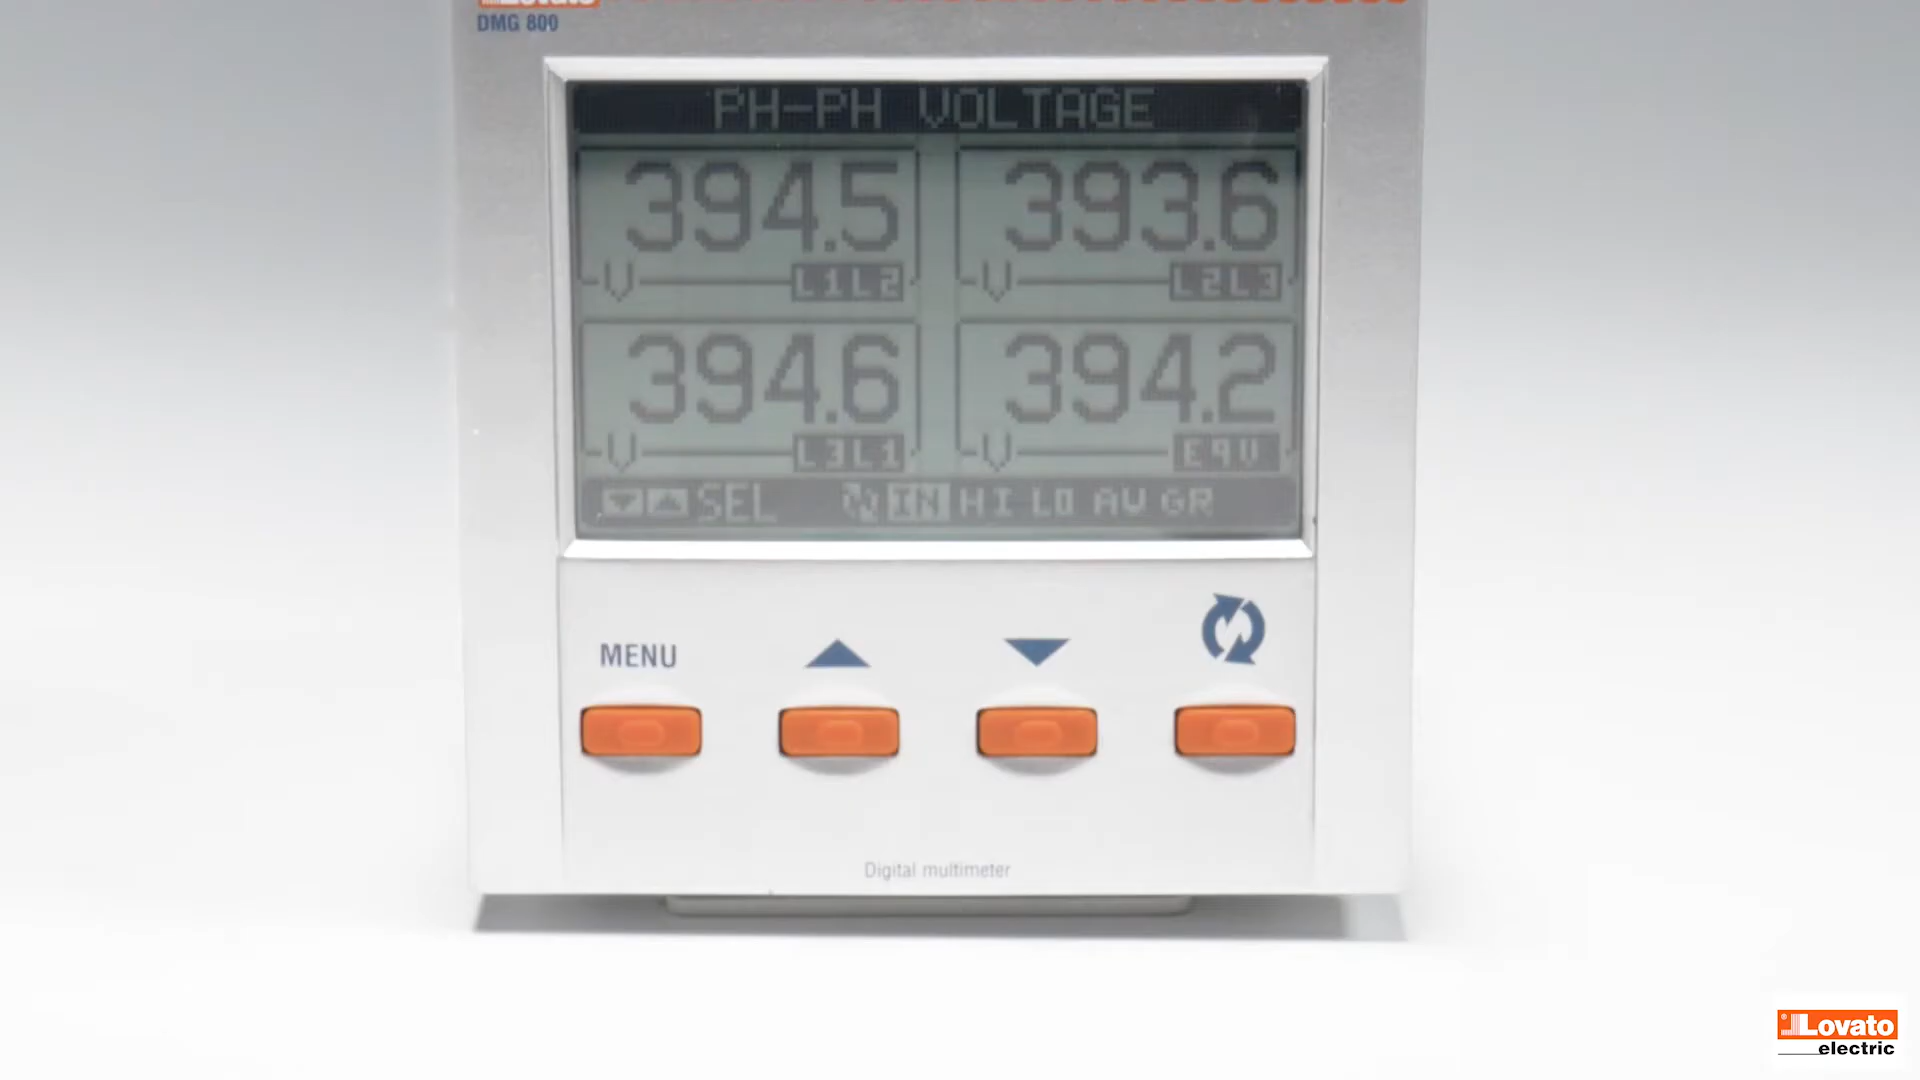 Lovato
DMG 800
PH-PH VOLTAGE
394.5 393.6
V L1L2 V L2L3
394.6 394.2
V L3L1 V EQV
SEL IN HI LO AV GR
MENU
Digital multimeter
Lovato
electric